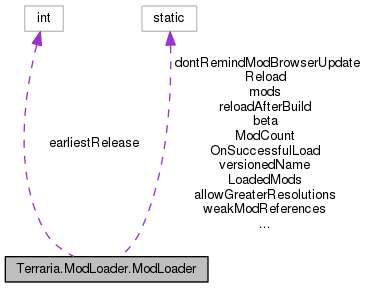 int
static
dontRemindModBrowserUpdate
Reload
mods
reloadAfterBuild
beta
ModCount
OnSuccessfulLoad
versionedName
LoadedMods
allowGreaterResolutions
weakModReferences
...
earliestRelease
Terraria.ModLoader.ModLoader